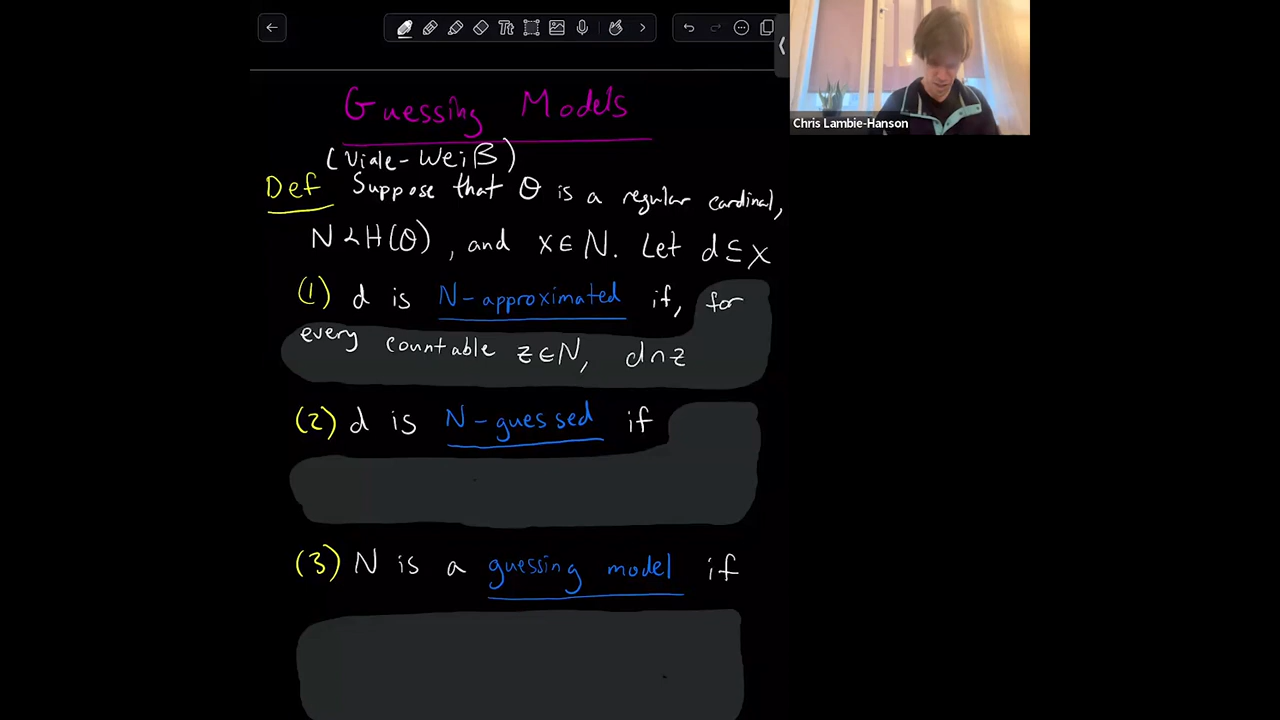 Guessing Models
(Viale-Weiß)
Def Suppose that θ is a regular cardinal,
N ≺ H(θ), and x ∈ N. Let d ⊆ x
(1) d is N-approximated if, for
every countable z ∈ N, d ∩ z
(2) d is N-guessed if
(3) N is a guessing model if
Tt
Chris Lambie-Hanson